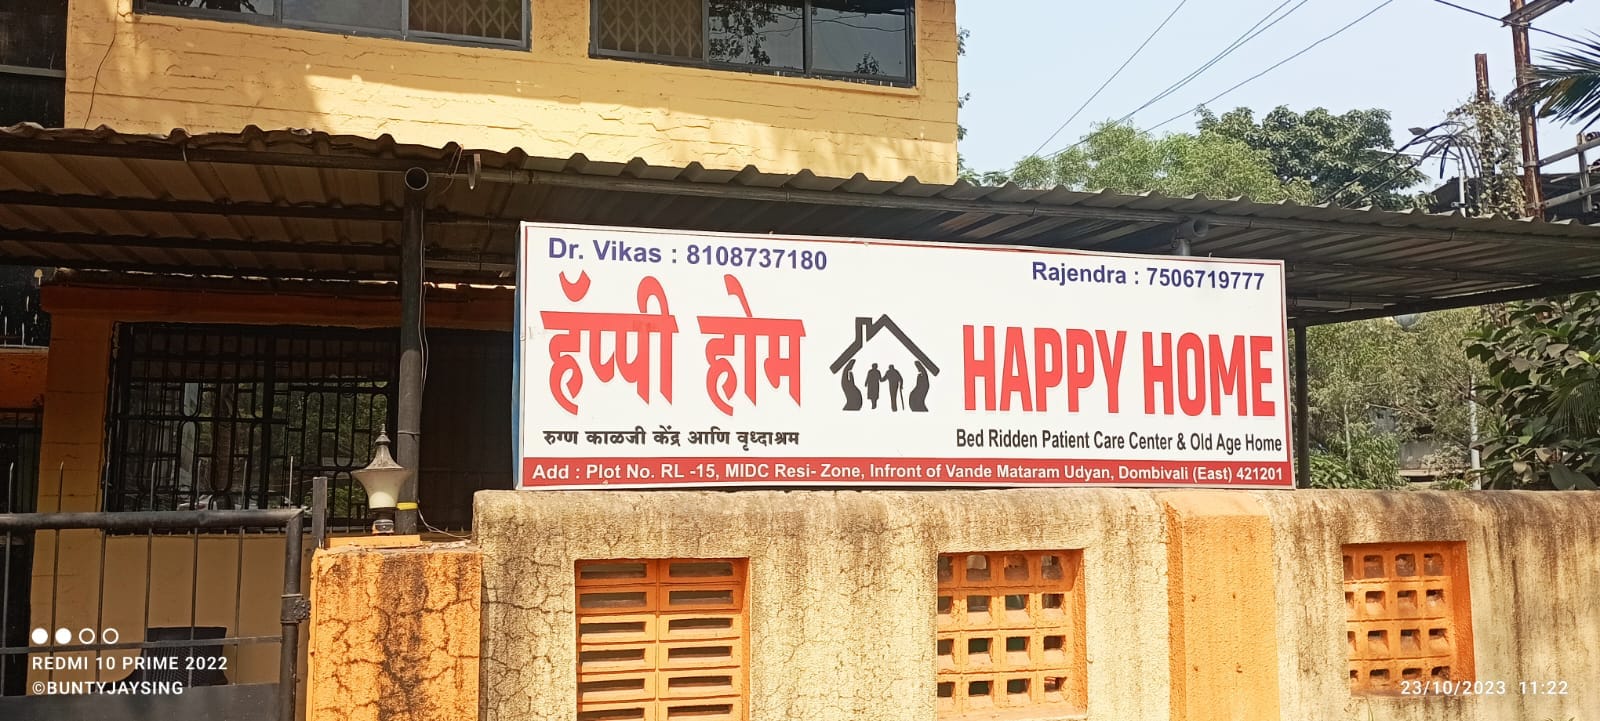 Dr. Vikas : 8108737180
Rajendra : 7506719777
हॅप्पी होम
HAPPY HOME
रुग्ण काळजी केंद्र आणि वृध्दाश्रम
Bed Ridden Patient Care Center & Old Age Home
Add : Plot No. RL -15, MIDC Resi- Zone, Infront of Vande Mataram Udyan, Dombivali (East) 421201
REDMI 10 PRIME 2022
©BUNTYJAYSING
23/10/2023 11:22